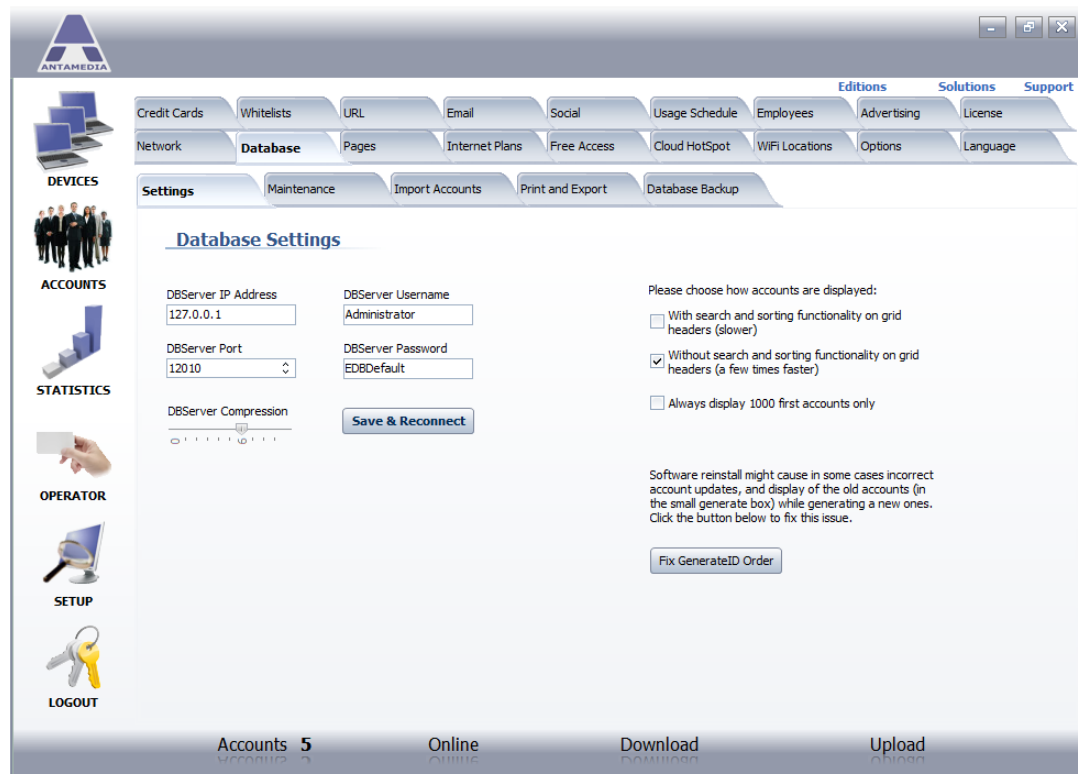 ANTAMEDIA
Editions Solutions Support
Credit Cards Whitelists URL Email Social Usage Schedule Employees Advertising License
Network Database Pages Internet Plans Free Access Cloud HotSpot WiFi Locations Options Language
Settings Maintenance Import Accounts Print and Export Database Backup
DEVICES
ACCOUNTS
STATISTICS
OPERATOR
SETUP
LOGOUT
Database Settings
DBServer IP Address
127.0.0.1
DBServer Username
Administrator
DBServer Port
12010
DBServer Password
EDBDefault
DBServer Compression
0 6
Save & Reconnect
Please choose how accounts are displayed:
With search and sorting functionality on grid
headers (slower)
Without search and sorting functionality on grid
headers (a few times faster)
Always display 1000 first accounts only
Software reinstall might cause in some cases incorrect
account updates, and display of the old accounts (in
the small generate box) while generating a new ones.
Click the button below to fix this issue.
Fix GenerateID Order
Accounts 5 Online Download Upload